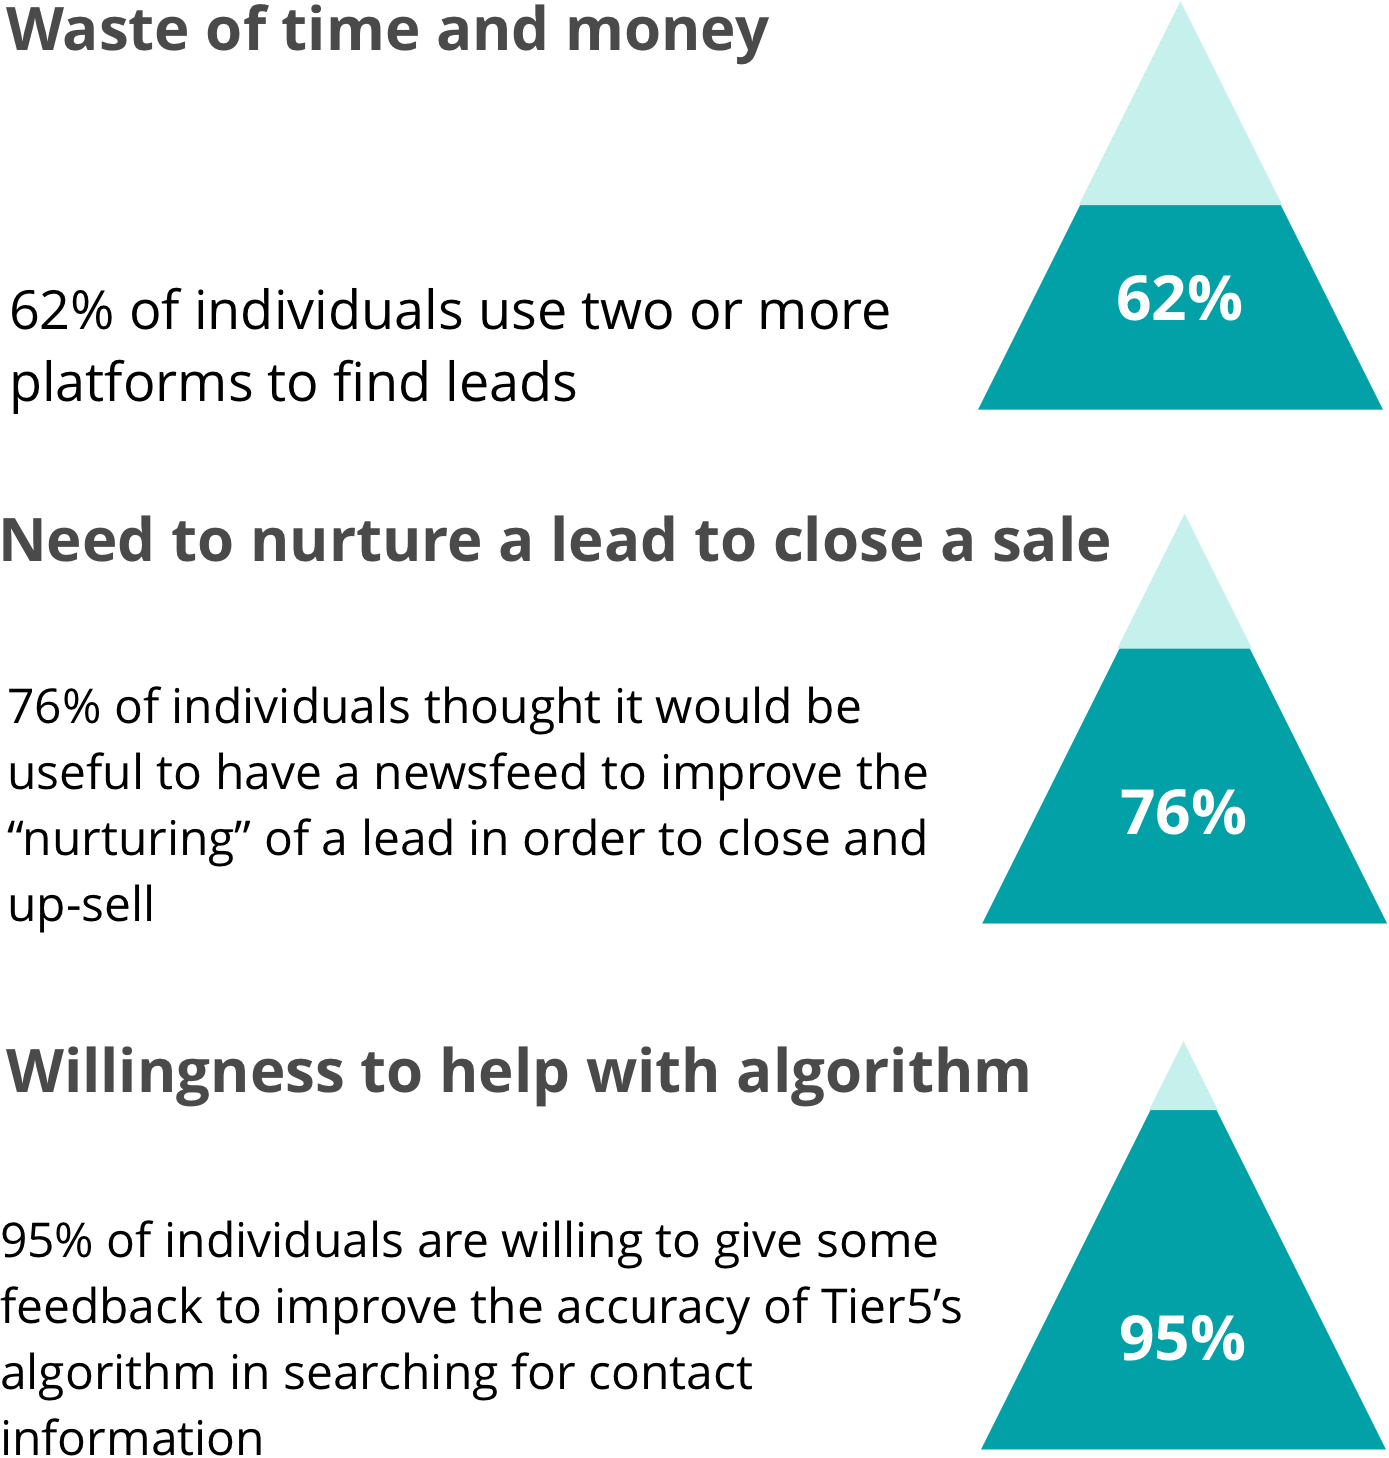 Waste of time and money
62% of individuals use two or more
platforms to find leads
62%
Need to nurture a lead to close a sale
76% of individuals thought it would be
useful to have a newsfeed to improve the
“nurturing” of a lead in order to close and
up-sell
76%
Willingness to help with algorithm
95% of individuals are willing to give some
feedback to improve the accuracy of Tier5’s
algorithm in searching for contact
information
95%